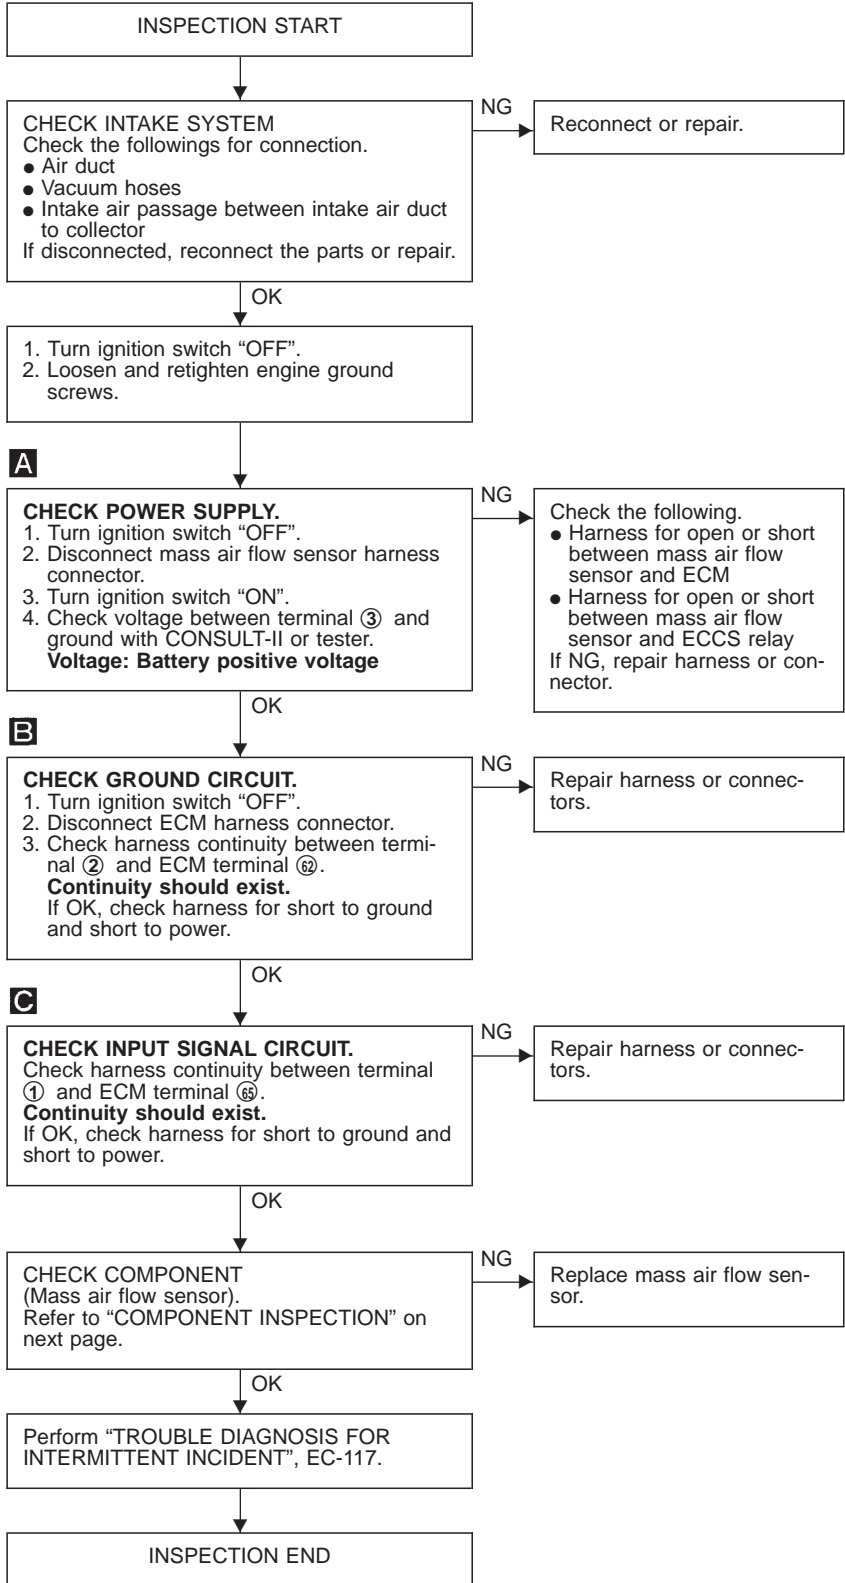 INSPECTION START
CHECK INTAKE SYSTEM
Check the followings for connection.
● Air duct
● Vacuum hoses
● Intake air passage between intake air duct
to collector
If disconnected, reconnect the parts or repair.
NG
Reconnect or repair.
OK
1. Turn ignition switch “OFF”.
2. Loosen and retighten engine ground
screws.
A
CHECK POWER SUPPLY.
1. Turn ignition switch “OFF”.
2. Disconnect mass air flow sensor harness
connector.
3. Turn ignition switch “ON”.
4. Check voltage between terminal ③ and
ground with CONSULT-II or tester.
Voltage: Battery positive voltage
NG
Check the following.
● Harness for open or short
between mass air flow
sensor and ECM
● Harness for open or short
between mass air flow
sensor and ECCS relay
If NG, repair harness or con-
nector.
OK
B
CHECK GROUND CIRCUIT.
1. Turn ignition switch “OFF”.
2. Disconnect ECM harness connector.
3. Check harness continuity between termi-
nal ② and ECM terminal 62.
Continuity should exist.
If OK, check harness for short to ground
and short to power.
NG
Repair harness or connec-
tors.
OK
C
CHECK INPUT SIGNAL CIRCUIT.
Check harness continuity between terminal
① and ECM terminal 65.
Continuity should exist.
If OK, check harness for short to ground and
short to power.
NG
Repair harness or connec-
tors.
OK
CHECK COMPONENT
(Mass air flow sensor).
Refer to “COMPONENT INSPECTION” on
next page.
NG
Replace mass air flow sen-
sor.
OK
Perform “TROUBLE DIAGNOSIS FOR
INTERMITTENT INCIDENT”, EC-117.
INSPECTION END